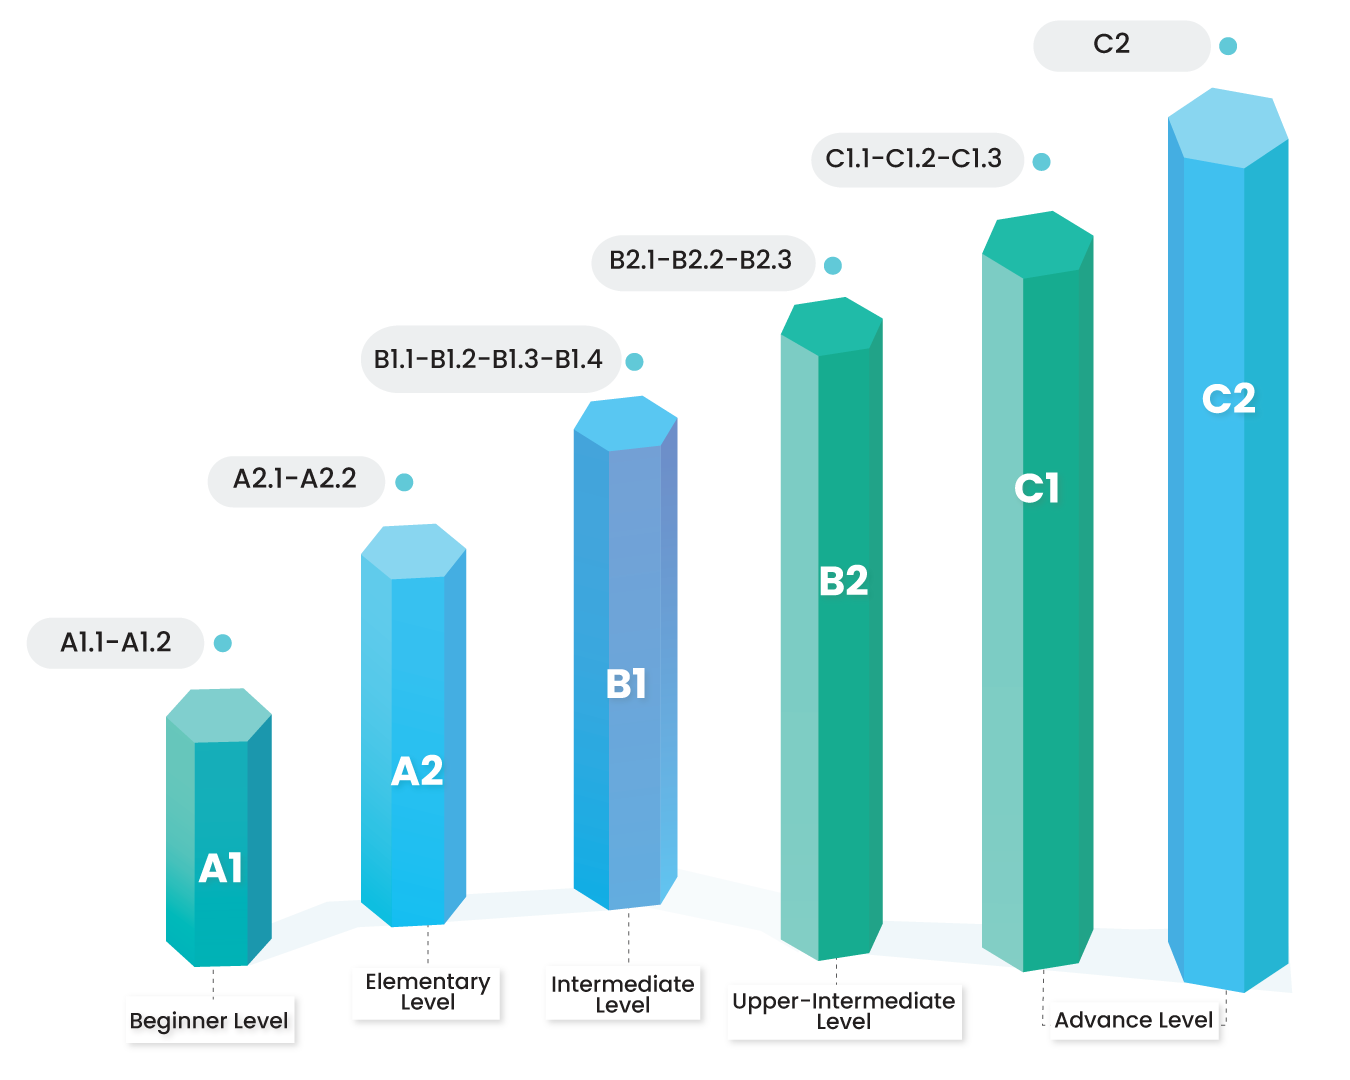 C2
C1.1-C1.2-C1.3
B2.1-B2.2-B2.3
B1.1-B1.2-B1.3-B1.4
A2.1-A2.2
A1.1-A1.2
C2
C1
B2
B1
A2
A1
Beginner Level
Elementary
Level
Intermediate
Level
Upper-Intermediate
Level
Advance Level